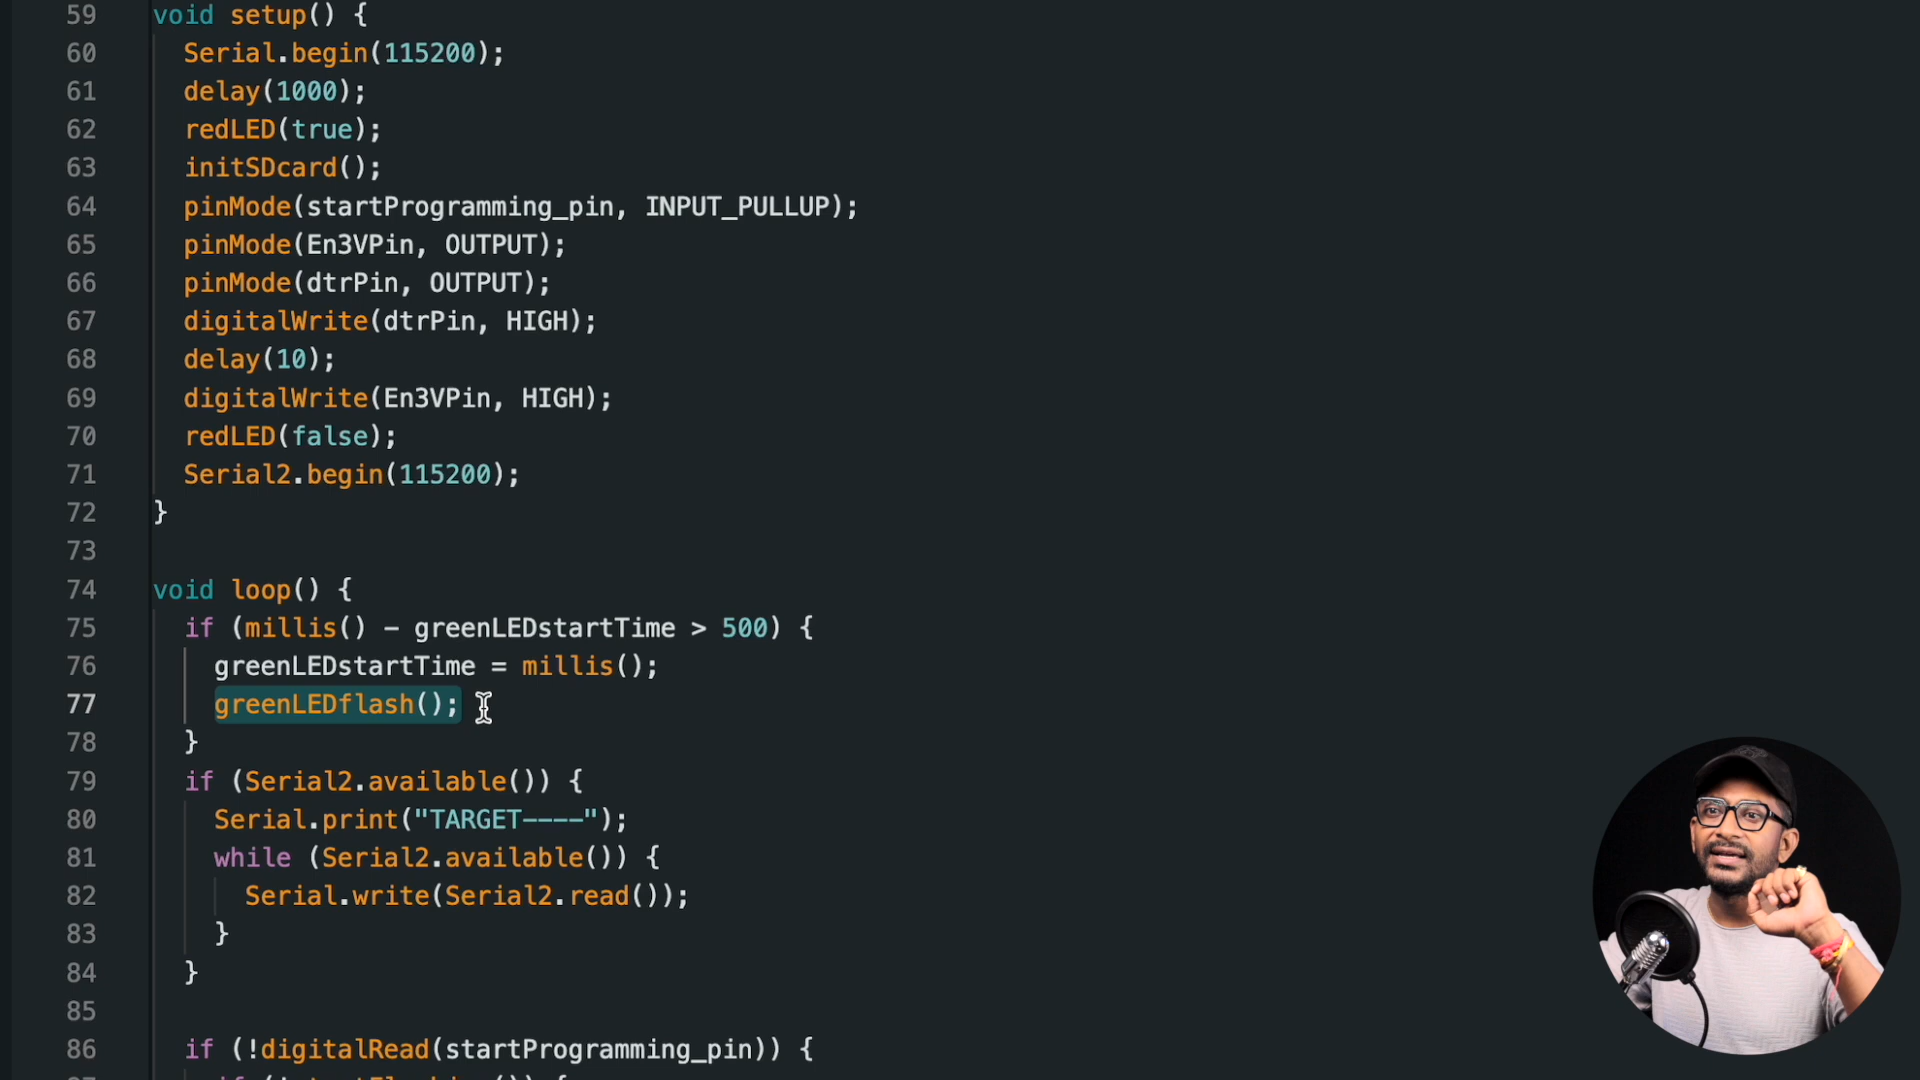 59 void setup() {
60 Serial.begin(115200);
61 delay(1000);
62 redLED(true);
63 initSDcard();
64 pinMode(startProgramming_pin, INPUT_PULLUP);
65 pinMode(En3VPin, OUTPUT);
66 pinMode(dtrPin, OUTPUT);
67 digitalWrite(dtrPin, HIGH);
68 delay(10);
69 digitalWrite(En3VPin, HIGH);
70 redLED(false);
71 Serial2.begin(115200);
72 }
73
74 void loop() {
75 if (millis() - greenLEDstartTime > 500) {
76 greenLEDstartTime = millis();
77 greenLEDflash();
78 }
79 if (Serial2.available()) {
80 Serial.print("TARGET----");
81 while (Serial2.available()) {
82 Serial.write(Serial2.read());
83 }
84 }
85
86 if (!digitalRead(startProgramming_pin)) {